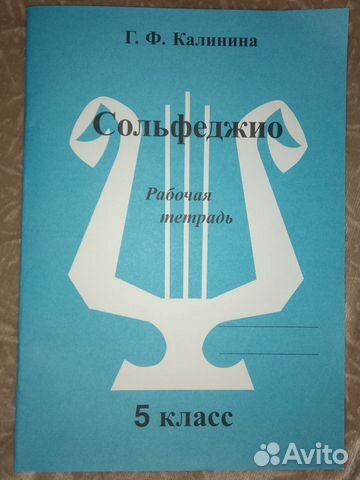 Г. Ф. Калинина
Сольфеджио
Рабочая
тетрадь
5 класс
Avito